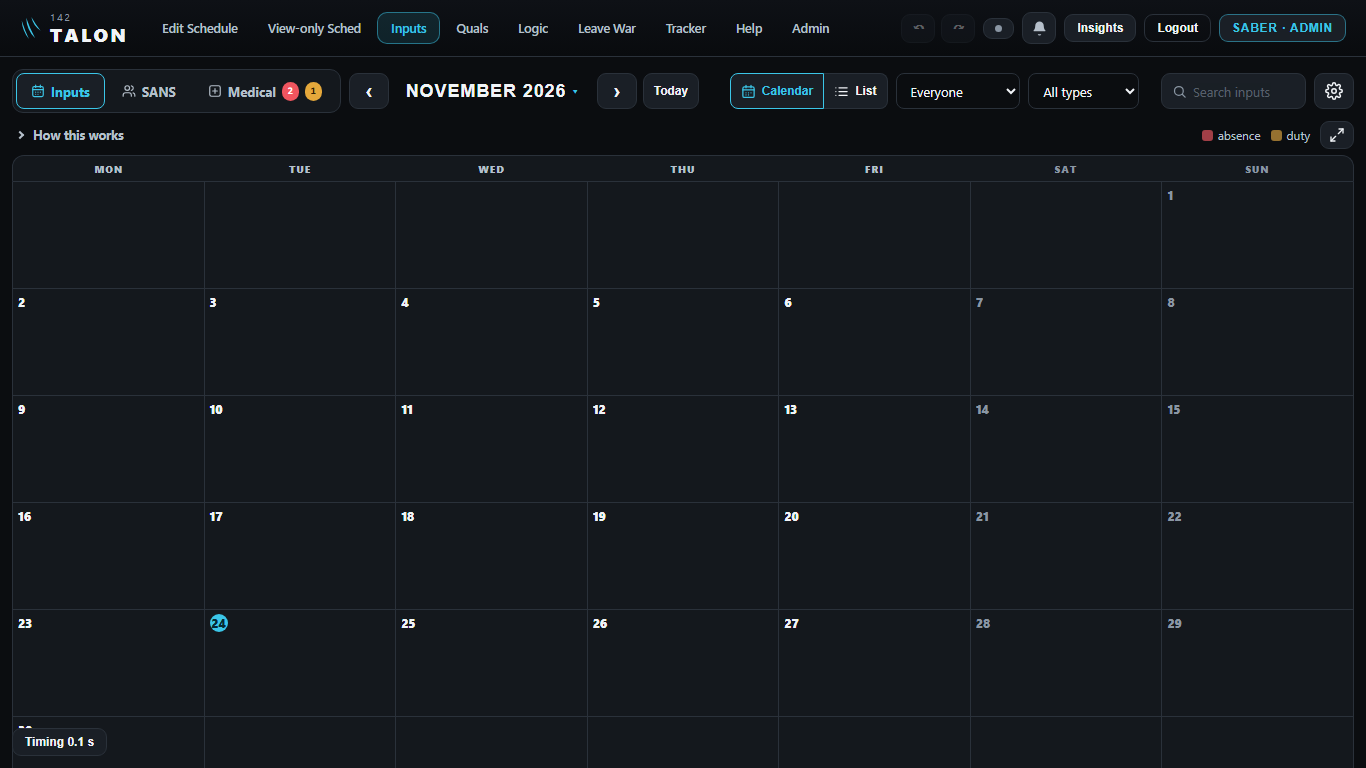 142
TALON
Edit Schedule
View-only Sched
Inputs
Quals
Logic
Leave War
Tracker
Help
Admin
Insights
Logout
SABER · ADMIN
Inputs
SANS
Medical 2 1
‹
NOVEMBER 2026
›
Today
Calendar
List
Everyone
All types
Search inputs
How this works
absence
duty
MON TUE WED THU FRI SAT SUN
1
2 3 4 5 6 7 8
9 10 11 12 13 14 15
16 17 18 19 20 21 22
23 24 25 26 27 28 29
Timing 0.1 s